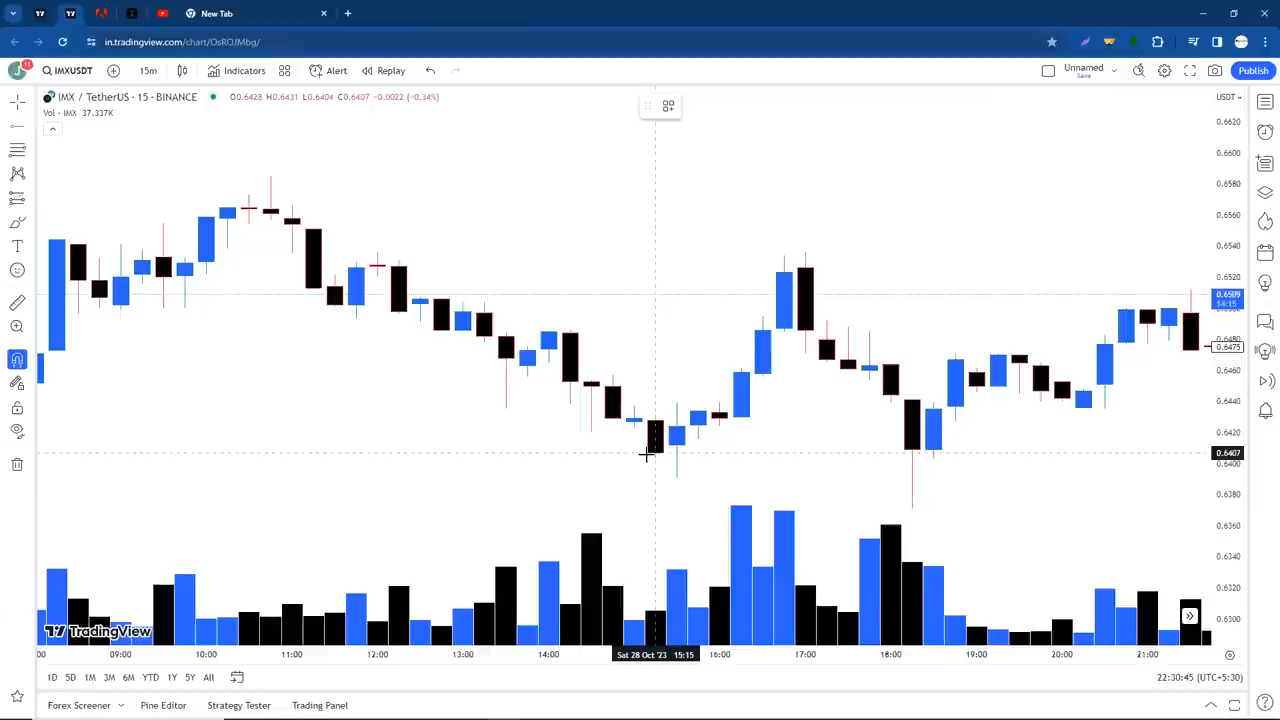 New Tab
in.tradingview.com/chart/OsROJMbg/
11
IMXUSDT 15m Indicators Alert Replay Unnamed Save Publish
IMX / TetherUS · 15 · BINANCE O0.6428 H0.6431 L0.6404 C0.6407 −0.0022 (−0.34%)
Vol · IMX 37.337K
USDT
0.6620
0.6600
0.6580
0.6560
0.6540
0.6520
0.6509
14:15
0.6480
0.6475
0.6460
0.6440
0.6420
0.6407
0.6400
0.6380
0.6360
0.6340
0.6320
0.6300
TradingView
:00 09:00 10:00 11:00 12:00 13:00 14:00 Sat 28 Oct '23 15:15 16:00 17:00 18:00 19:00 20:00 21:00
1D 5D 1M 3M 6M YTD 1Y 5Y All 22:30:45 (UTC+5:30)
Forex Screener Pine Editor Strategy Tester Trading Panel